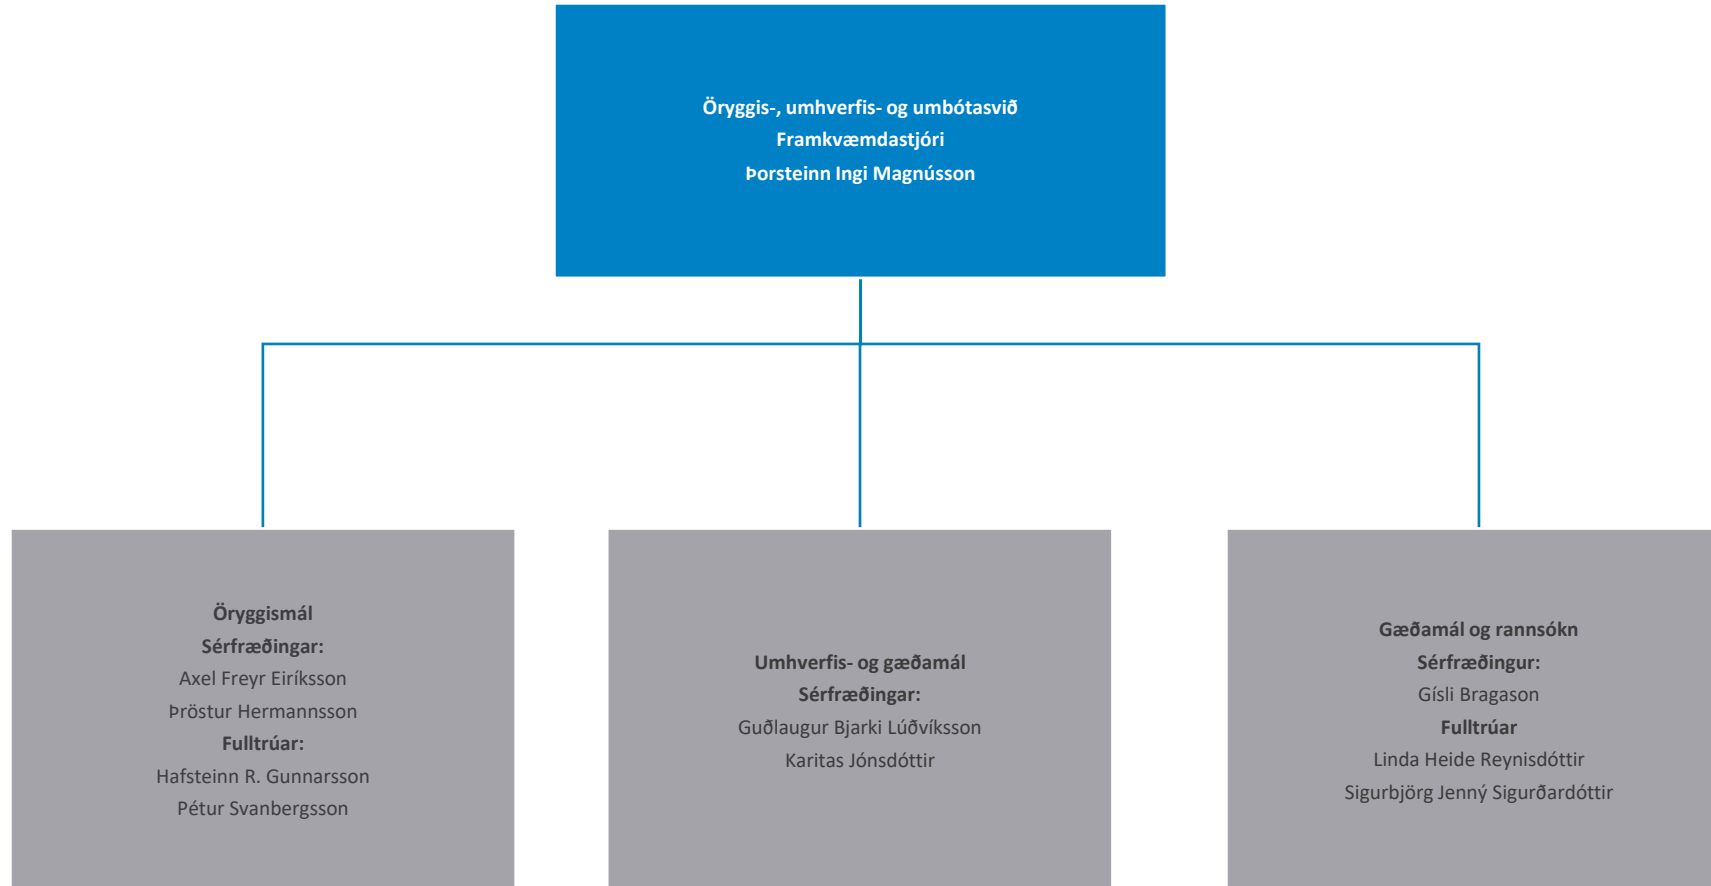 Öryggis-, umhverfis- og umbótasvið
Framkvæmdastjóri
Þorsteinn Ingi Magnússon
Öryggismál
Sérfræðingar:
Axel Freyr Eiríksson
Þröstur Hermannsson
Fulltrúar:
Hafsteinn R. Gunnarsson
Pétur Svanbergsson
Umhverfis- og gæðamál
Sérfræðingar:
Guðlaugur Bjarki Lúðvíksson
Karitas Jónsdóttir
Gæðamál og rannsókn
Sérfræðingur:
Gísli Bragason
Fulltrúar
Linda Heide Reynisdóttir
Sigurbjörg Jenný Sigurðardóttir